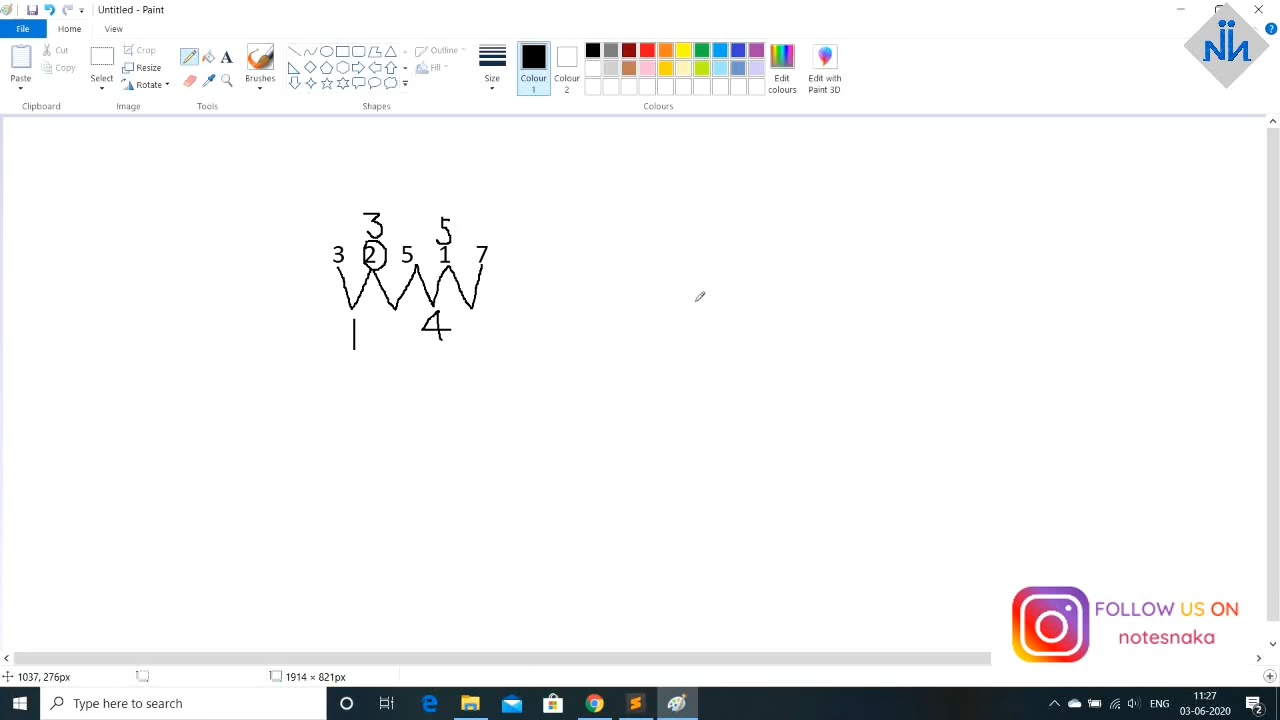 Untitled - Paint
File Home View
Paste
Cut
Copy
Select
Crop
Resize
Rotate
Brushes
Outline
Fill
Size
Colour 1
Colour 2
Edit colours
Edit with Paint 3D
Clipboard Image Tools Shapes Colours
3 5
3 2 5 1 7
1 4
FOLLOW US ON
notesnaka
1037, 276px
1914 × 821px
Type here to search
ENG
11:27
03-06-2020
2